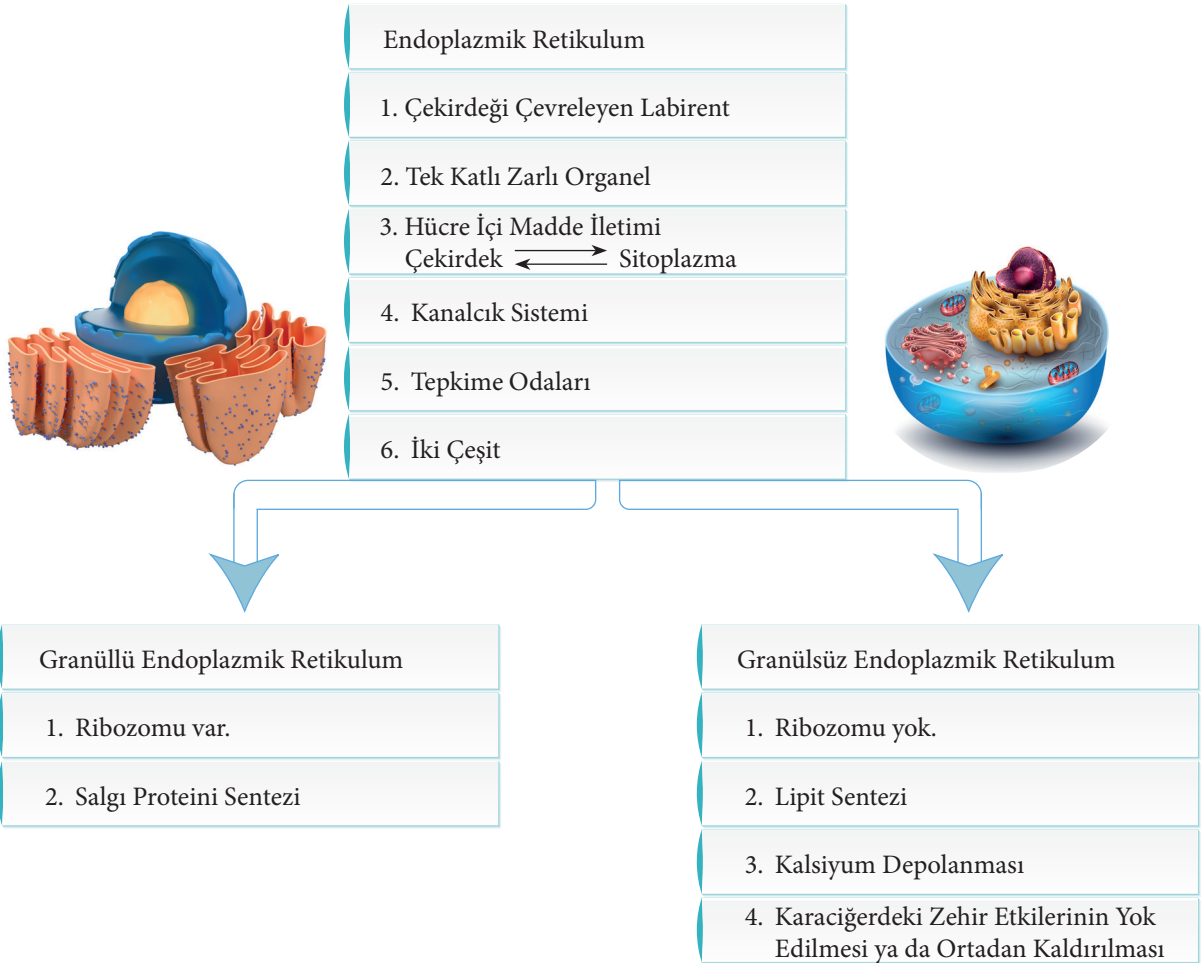 Endoplazmik Retikulum
1. Çekirdeği Çevreleyen Labirent
2. Tek Katlı Zarlı Organel
3. Hücre İçi Madde İletimi
Çekirdek Sitoplazma
4. Kanalcık Sistemi
5. Tepkime Odaları
6. İki Çeşit
Granüllü Endoplazmik Retikulum
1. Ribozomu var.
2. Salgı Proteini Sentezi
Granülsüz Endoplazmik Retikulum
1. Ribozomu yok.
2. Lipit Sentezi
3. Kalsiyum Depolanması
4. Karaciğerdeki Zehir Etkilerinin Yok
Edilmesi ya da Ortadan Kaldırılması